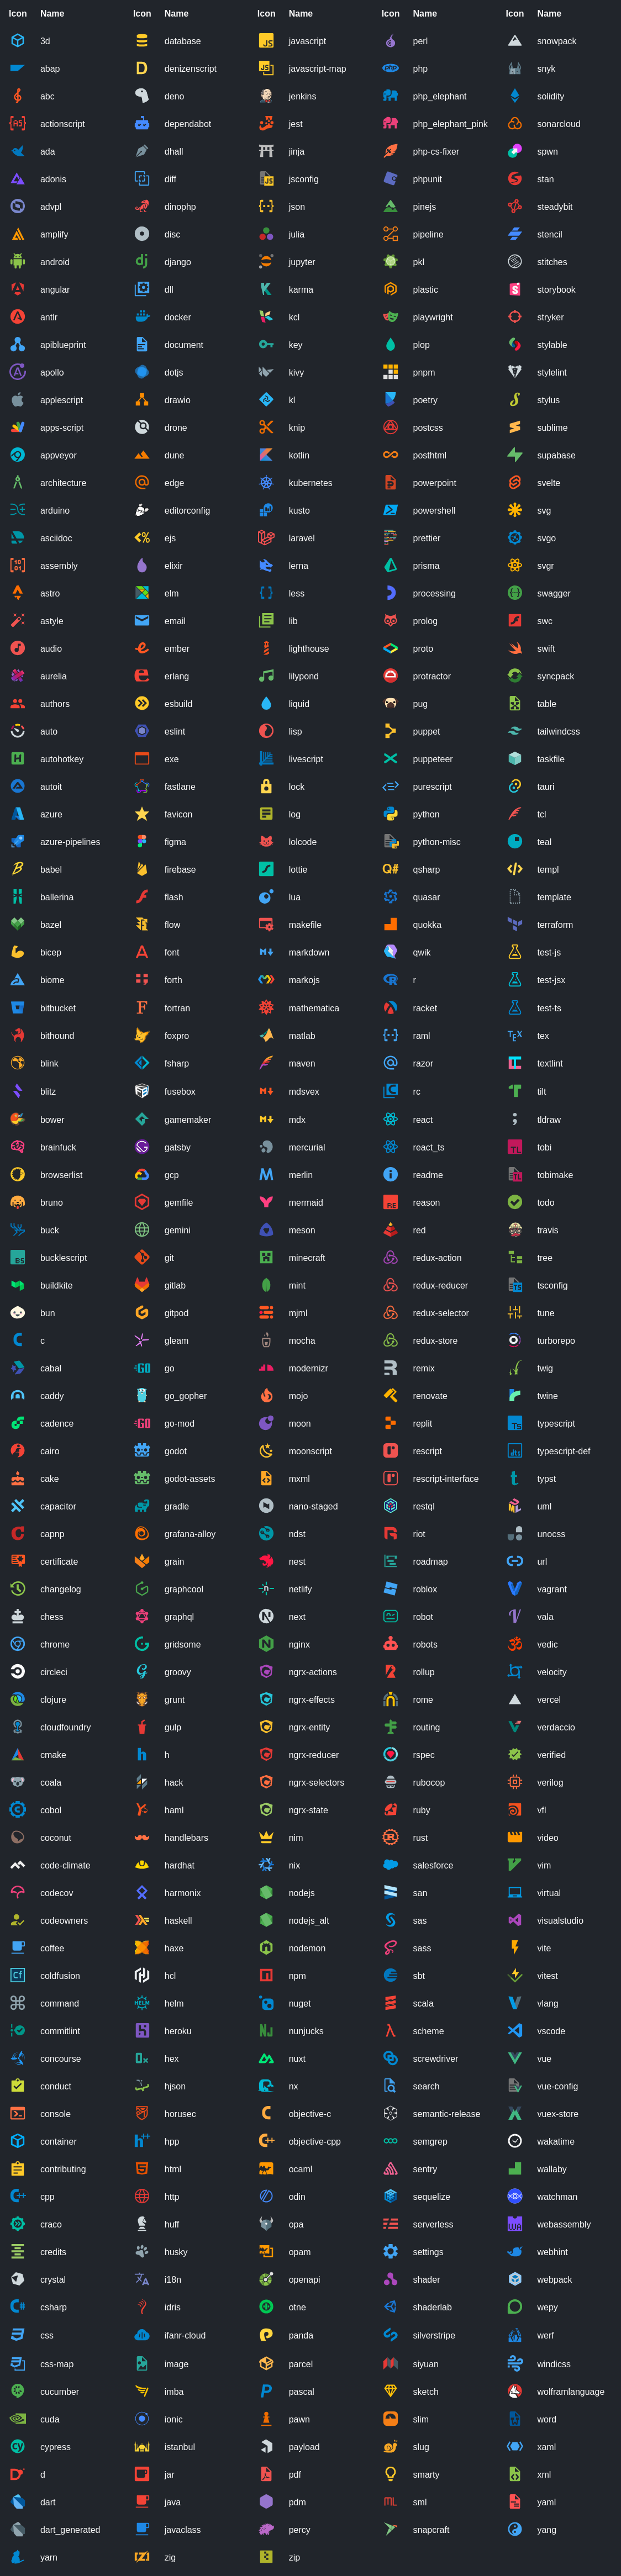 Icon Name Icon Name Icon Name Icon Name Icon Name
3d database javascript perl snowpack
abap denizenscript javascript-map php snyk
abc deno jenkins php_elephant solidity
actionscript dependabot jest php_elephant_pink sonarcloud
ada dhall jinja php-cs-fixer spwn
adonis diff jsconfig phpunit stan
advpl dinophp json pinejs steadybit
amplify disc julia pipeline stencil
android django jupyter pkl stitches
angular dll karma plastic storybook
antlr docker kcl playwright stryker
apiblueprint document key plop stylable
apollo dotjs kivy pnpm stylelint
applescript drawio kl poetry stylus
apps-script drone knip postcss sublime
appveyor dune kotlin posthtml supabase
architecture edge kubernetes powerpoint svelte
arduino editorconfig kusto powershell svg
asciidoc ejs laravel prettier svgo
assembly elixir lerna prisma svgr
astro elm less processing swagger
astyle email lib prolog swc
audio ember lighthouse proto swift
aurelia erlang lilypond protractor syncpack
authors esbuild liquid pug table
auto eslint lisp puppet tailwindcss
autohotkey exe livescript puppeteer taskfile
autoit fastlane lock purescript tauri
azure favicon log python tcl
azure-pipelines figma lolcode python-misc teal
babel firebase lottie qsharp templ
ballerina flash lua quasar template
bazel flow makefile quokka terraform
bicep font markdown qwik test-js
biome forth markojs r test-jsx
bitbucket fortran mathematica racket test-ts
bithound foxpro matlab raml tex
blink fsharp maven razor textlint
blitz fusebox mdsvex rc tilt
bower gamemaker mdx react tldraw
brainfuck gatsby mercurial react_ts tobi
browserlist gcp merlin readme tobimake
bruno gemfile mermaid reason todo
buck gemini meson red travis
bucklescript git minecraft redux-action tree
buildkite gitlab mint redux-reducer tsconfig
bun gitpod mjml redux-selector tune
c gleam mocha redux-store turborepo
cabal go modernizr remix twig
caddy go_gopher mojo renovate twine
cadence go-mod moon replit typescript
cairo godot moonscript rescript typescript-def
cake godot-assets mxml rescript-interface typst
capacitor gradle nano-staged restql uml
capnp grafana-alloy ndst riot unocss
certificate grain nest roadmap url
changelog graphcool netlify roblox vagrant
chess graphql next robot vala
chrome gridsome nginx robots vedic
circleci groovy ngrx-actions rollup velocity
clojure grunt ngrx-effects rome vercel
cloudfoundry gulp ngrx-entity routing verdaccio
cmake h ngrx-reducer rspec verified
coala hack ngrx-selectors rubocop verilog
cobol haml ngrx-state ruby vfl
coconut handlebars nim rust video
code-climate hardhat nix salesforce vim
codecov harmonix nodejs san virtual
codeowners haskell nodejs_alt sas visualstudio
coffee haxe nodemon sass vite
coldfusion hcl npm sbt vitest
command helm nuget scala vlang
commitlint heroku nunjucks scheme vscode
concourse hex nuxt screwdriver vue
conduct hjson nx search vue-config
console horusec objective-c semantic-release vuex-store
container hpp objective-cpp semgrep wakatime
contributing html ocaml sentry wallaby
cpp http odin sequelize watchman
craco huff opa serverless webassembly
credits husky opam settings webhint
crystal i18n openapi shader webpack
csharp idris otne shaderlab wepy
css ifanr-cloud panda silverstripe werf
css-map image parcel siyuan windicss
cucumber imba pascal sketch wolframlanguage
cuda ionic pawn slim word
cypress istanbul payload slug xaml
d jar pdf smarty xml
dart java pdm sml yaml
dart_generated javaclass percy snapcraft yang
yarn zig zip